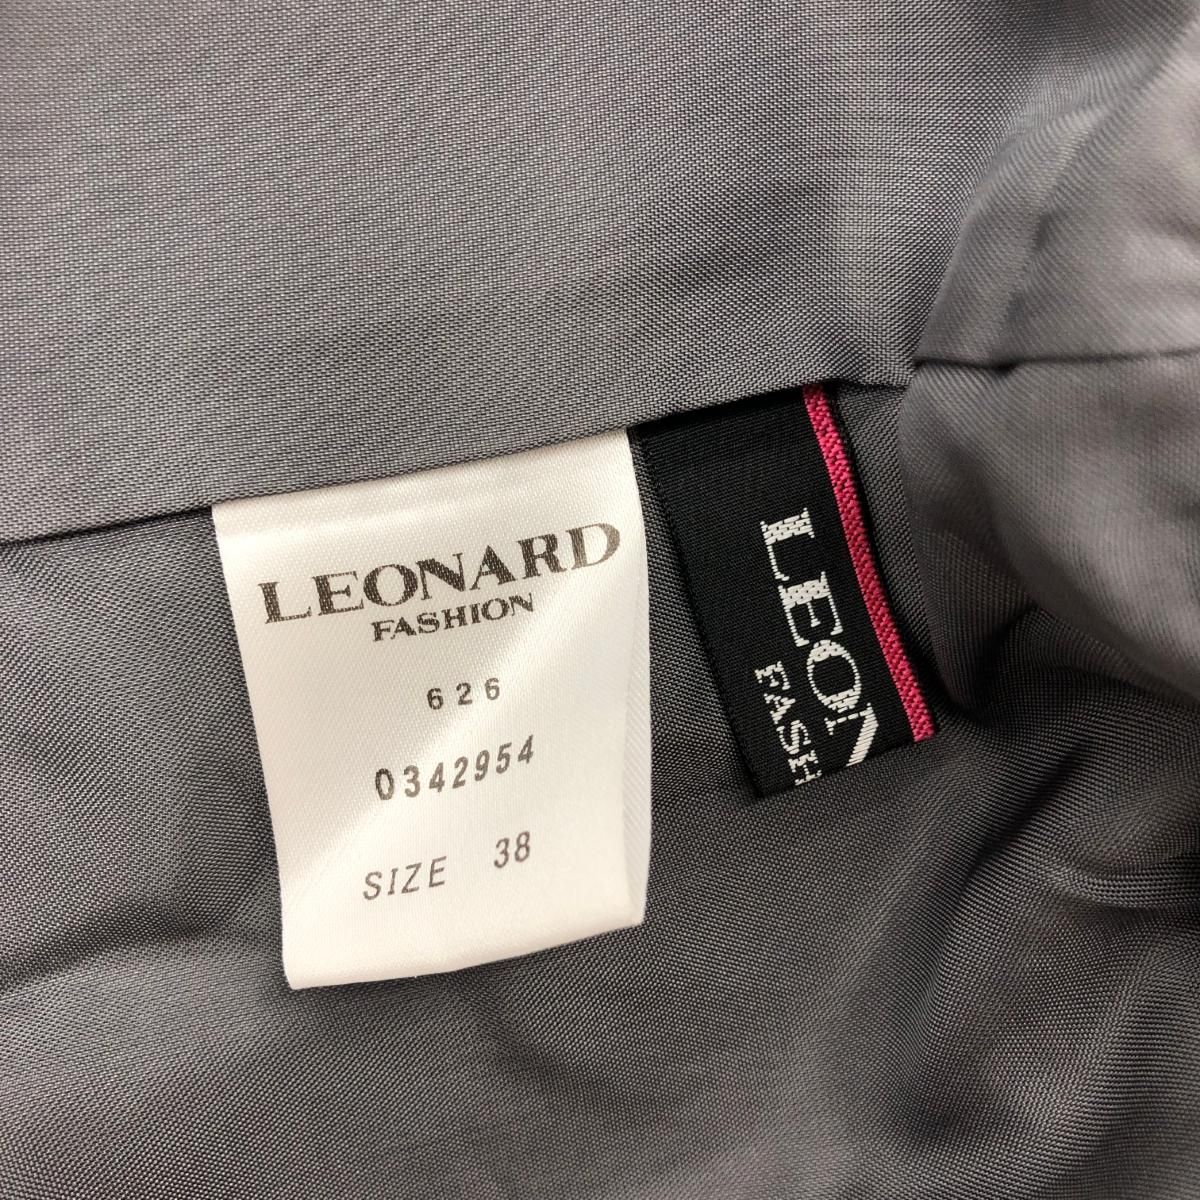 LEONARD
FASHION
626
0342954
SIZE 38
LEON
FASH